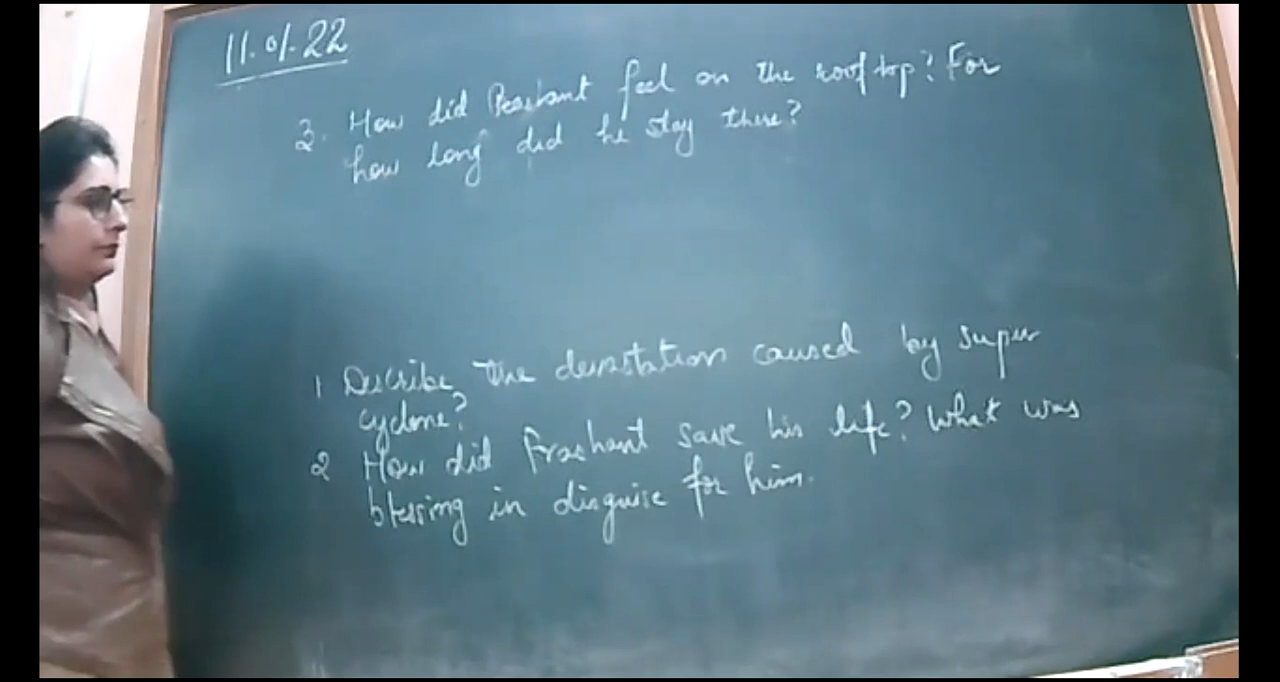 11.01.22
3. How did Prashant feel on the rooftop? For
how long did he stay there?
1 Describe the devastation caused by super
cyclone?
2 How did Prashant save his life? What was
blessing in disguise for him.